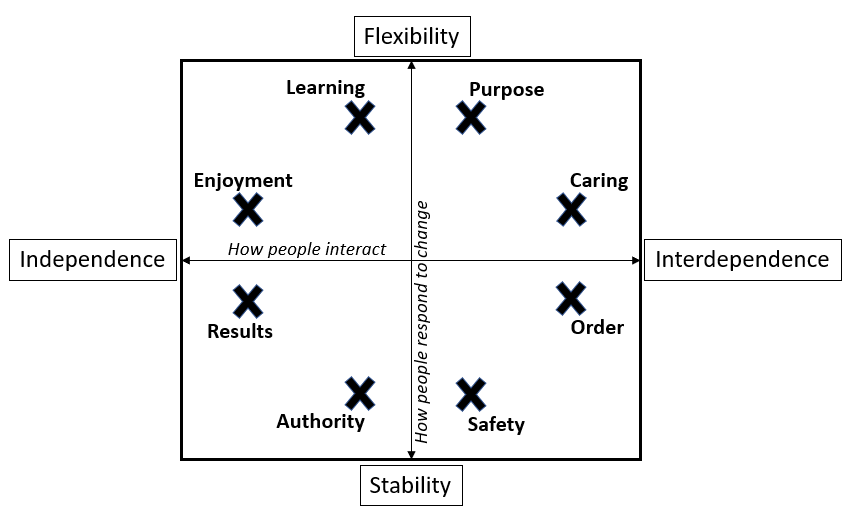 Flexibility
Learning
Purpose
Enjoyment
Caring
How people interact
Independence
Interdependence
How people respond to change
Results
Order
Authority
Safety
Stability